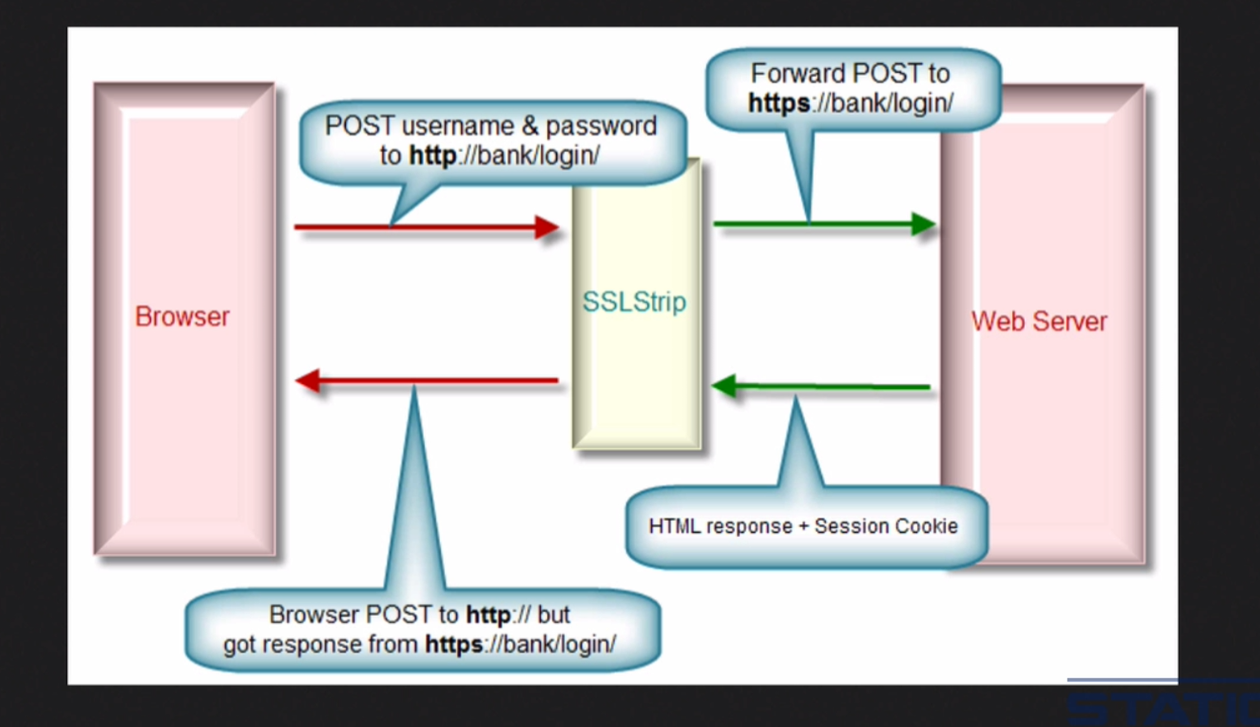 Forward POST to
https://bank/login/
POST username & password
to http://bank/login/
Browser
SSLStrip
Web Server
HTML response + Session Cookie
Browser POST to http:// but
got response from https://bank/login/